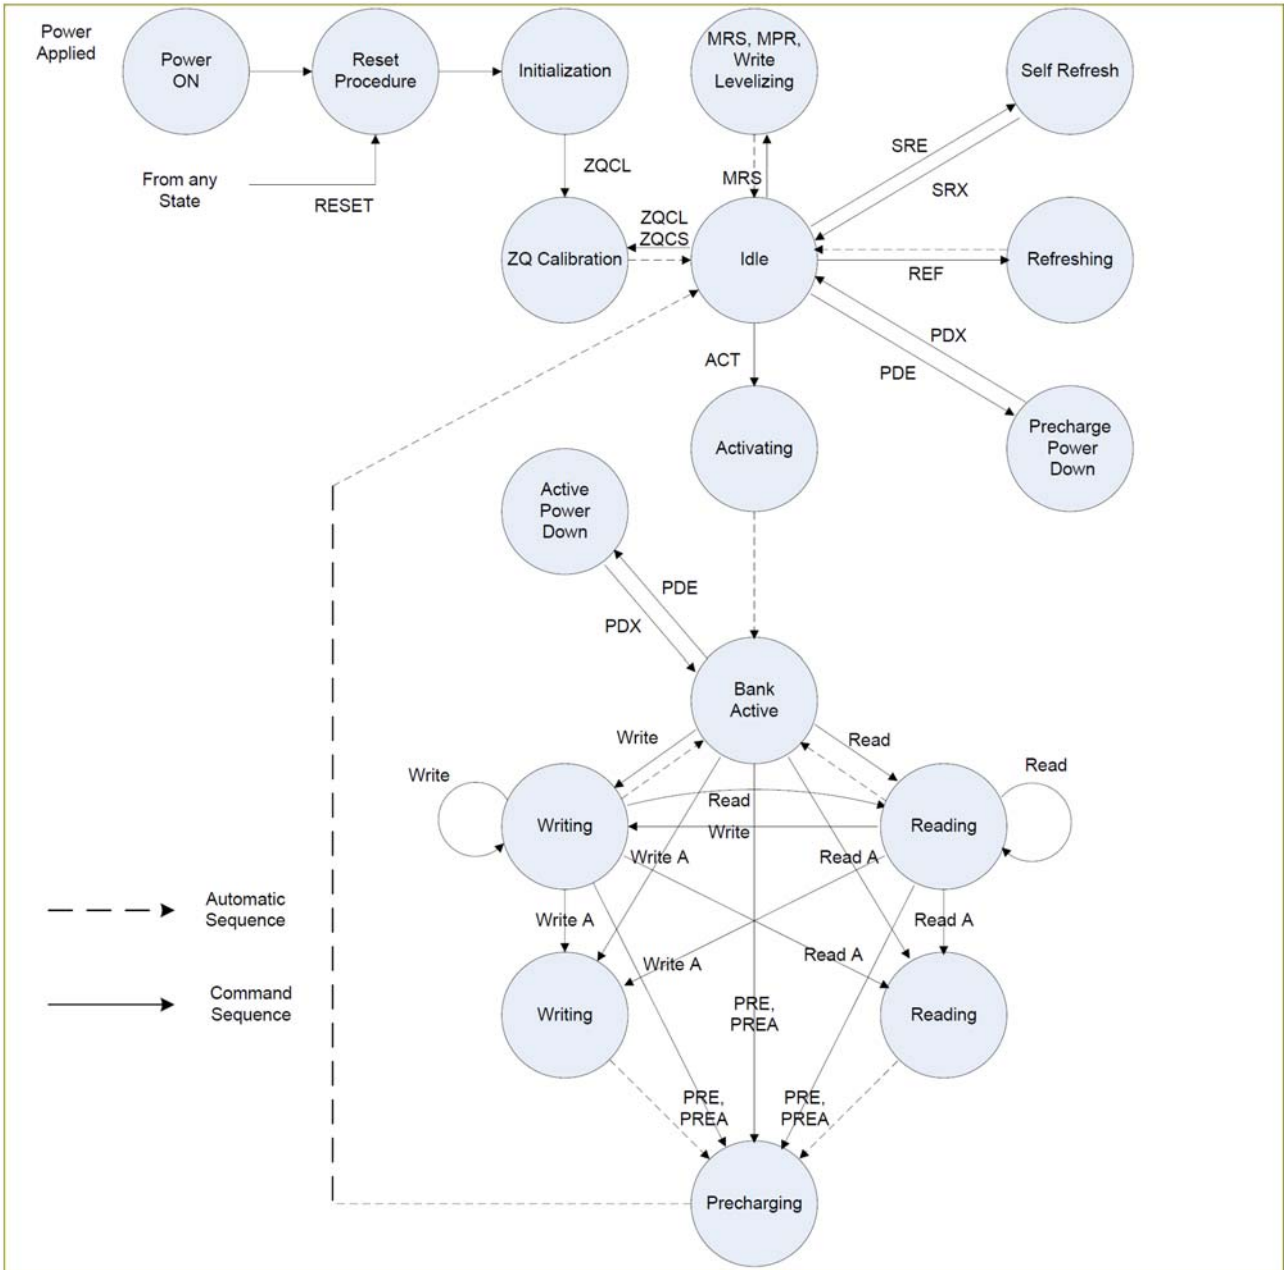 Power
Applied
Power
ON
Reset
Procedure
Initialization
MRS, MPR,
Write
Levelizing
Self Refresh
From any
State
RESET
ZQCL
MRS
SRE
SRX
ZQCL
ZQCS
ZQ Calibration
Idle
Refreshing
REF
ACT
PDX
PDE
Activating
Precharge
Power
Down
Active
Power
Down
PDE
PDX
Bank
Active
Write
Read
Write
Read
Read
Write
Writing
Reading
Write A
Read A
Write A
Read A
Write A
Read A
Automatic
Sequence
Command
Sequence
Writing
PRE,
PREA
Reading
PRE,
PREA
PRE,
PREA
Precharging